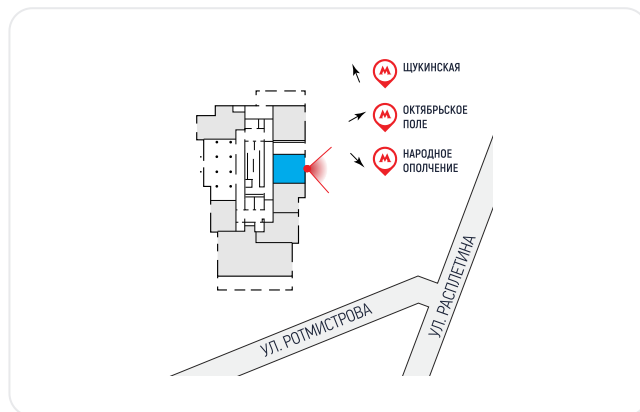 М ЩУКИНСКАЯ
М ОКТЯБРЬСКОЕ
ПОЛЕ
М НАРОДНОЕ
ОПОЛЧЕНИЕ
УЛ. РАСПЛЕТИНА
УЛ. РОТМИСТРОВА